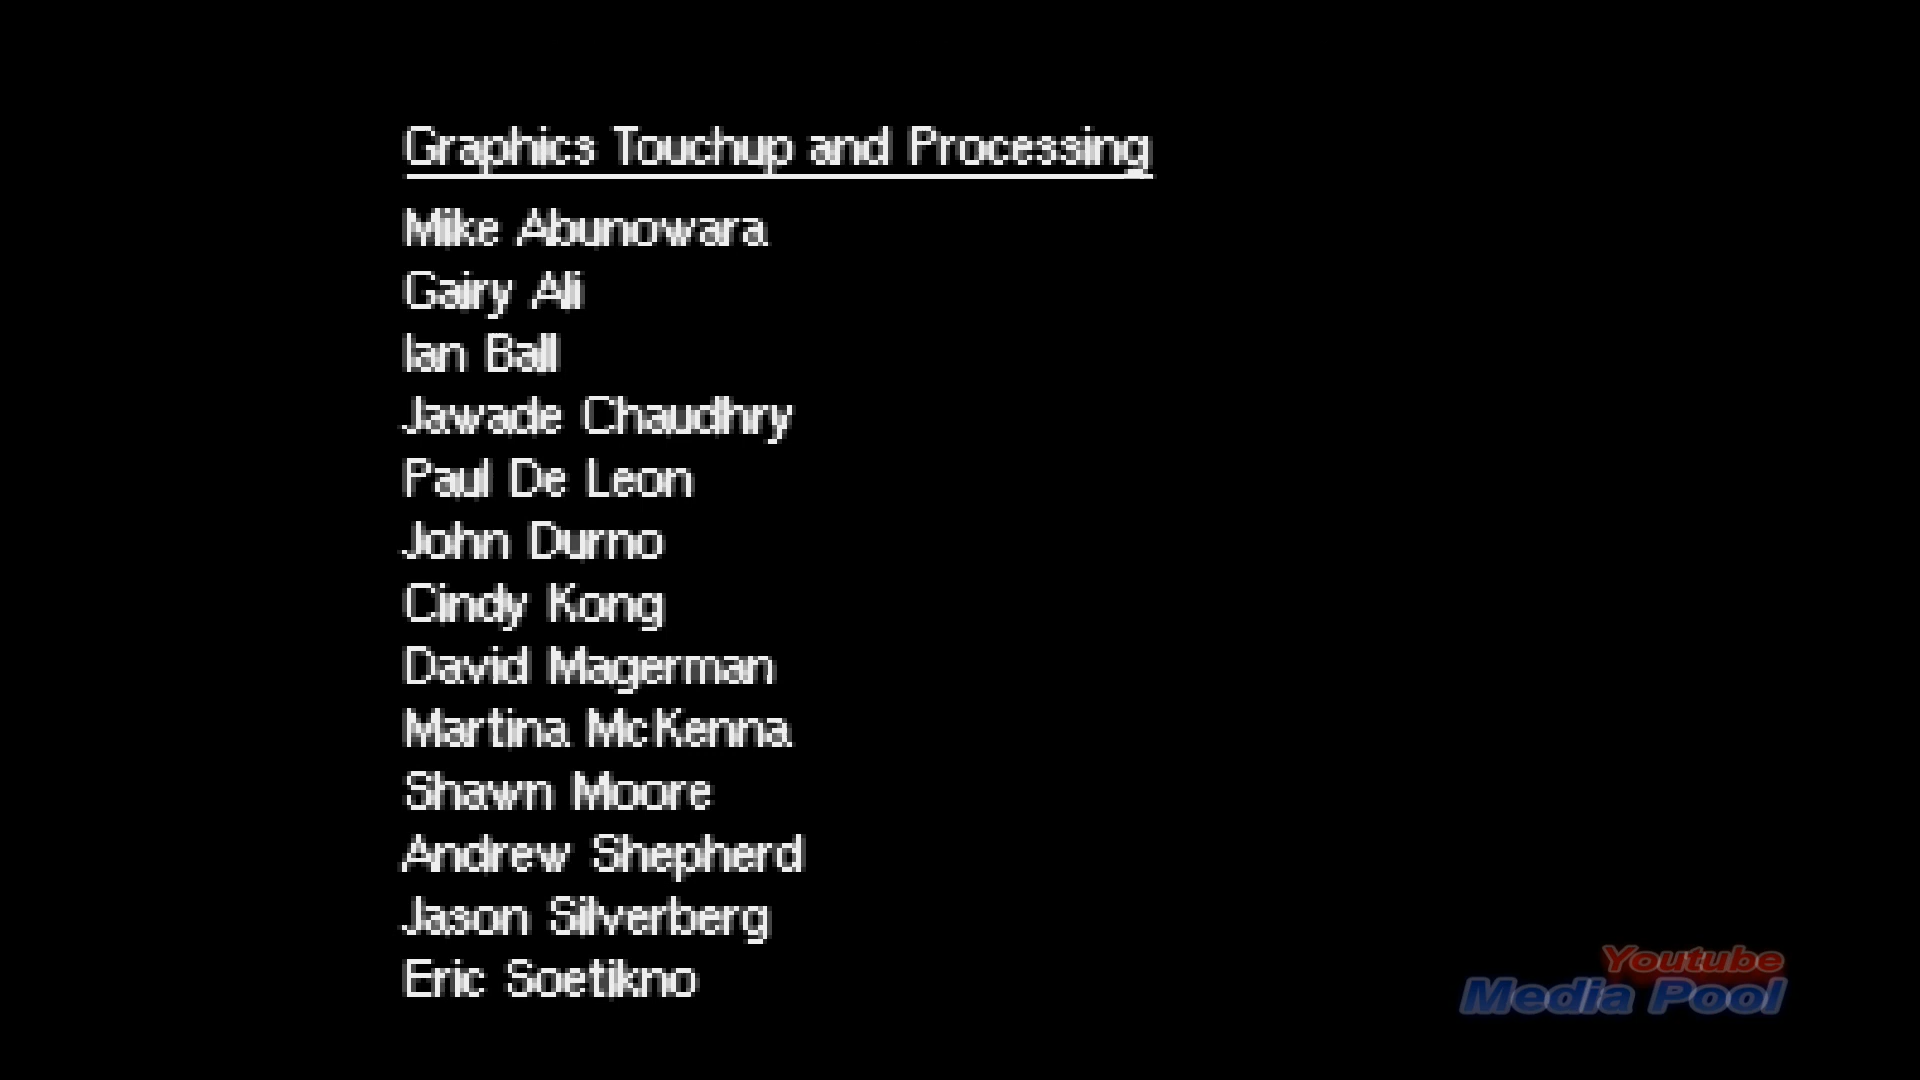 Graphics Touchup and Processing
Mike Abunowara
Gairy Ali
Ian Ball
Jawade Chaudhry
Paul De Leon
John Durno
Cindy Kong
David Magerman
Martina McKenna
Shawn Moore
Andrew Shepherd
Jason Silverberg
Eric Soetikno
Youtube
Media Pool